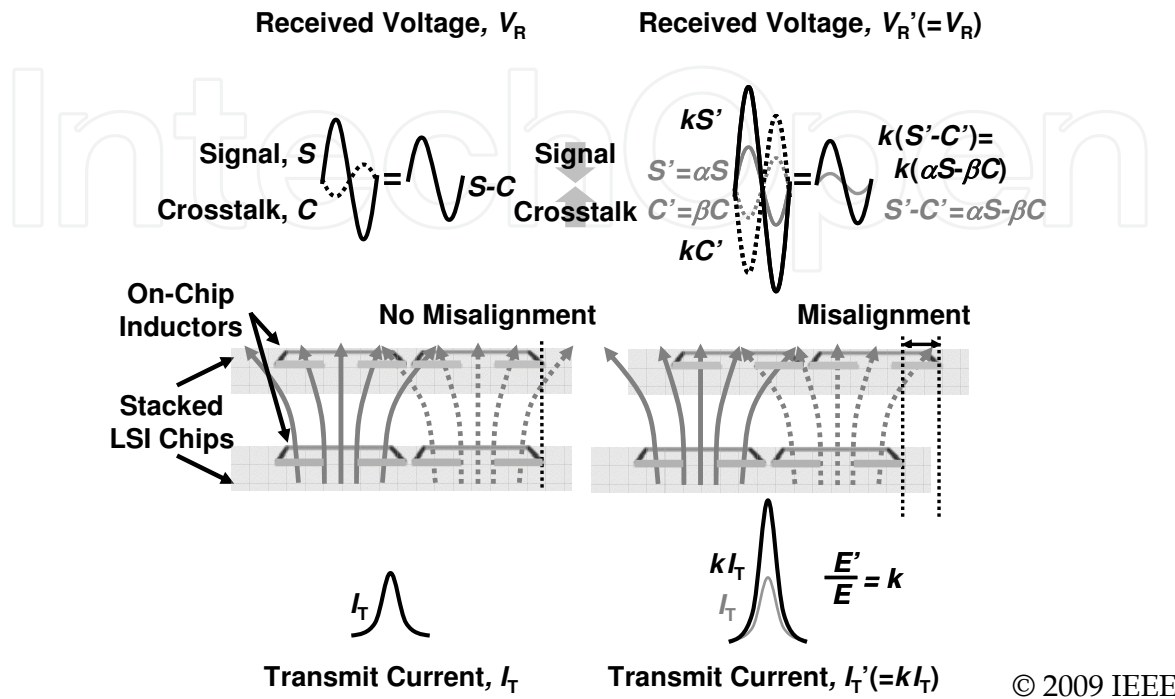 Received Voltage, VR
Received Voltage, VR'(=VR)
IntechOpen
Signal, S
Crosstalk, C
=
S-C
Signal
Crosstalk
kS'
S'=αS
C'=βC
kC'
=
k(S'-C')=
k(αS-βC)
S'-C'=αS-βC
On-Chip
Inductors
No Misalignment
Misalignment
Stacked
LSI Chips
IT
kIT
IT
E'
E
= k
Transmit Current, IT
Transmit Current, IT'(=kIT)
© 2009 IEEE